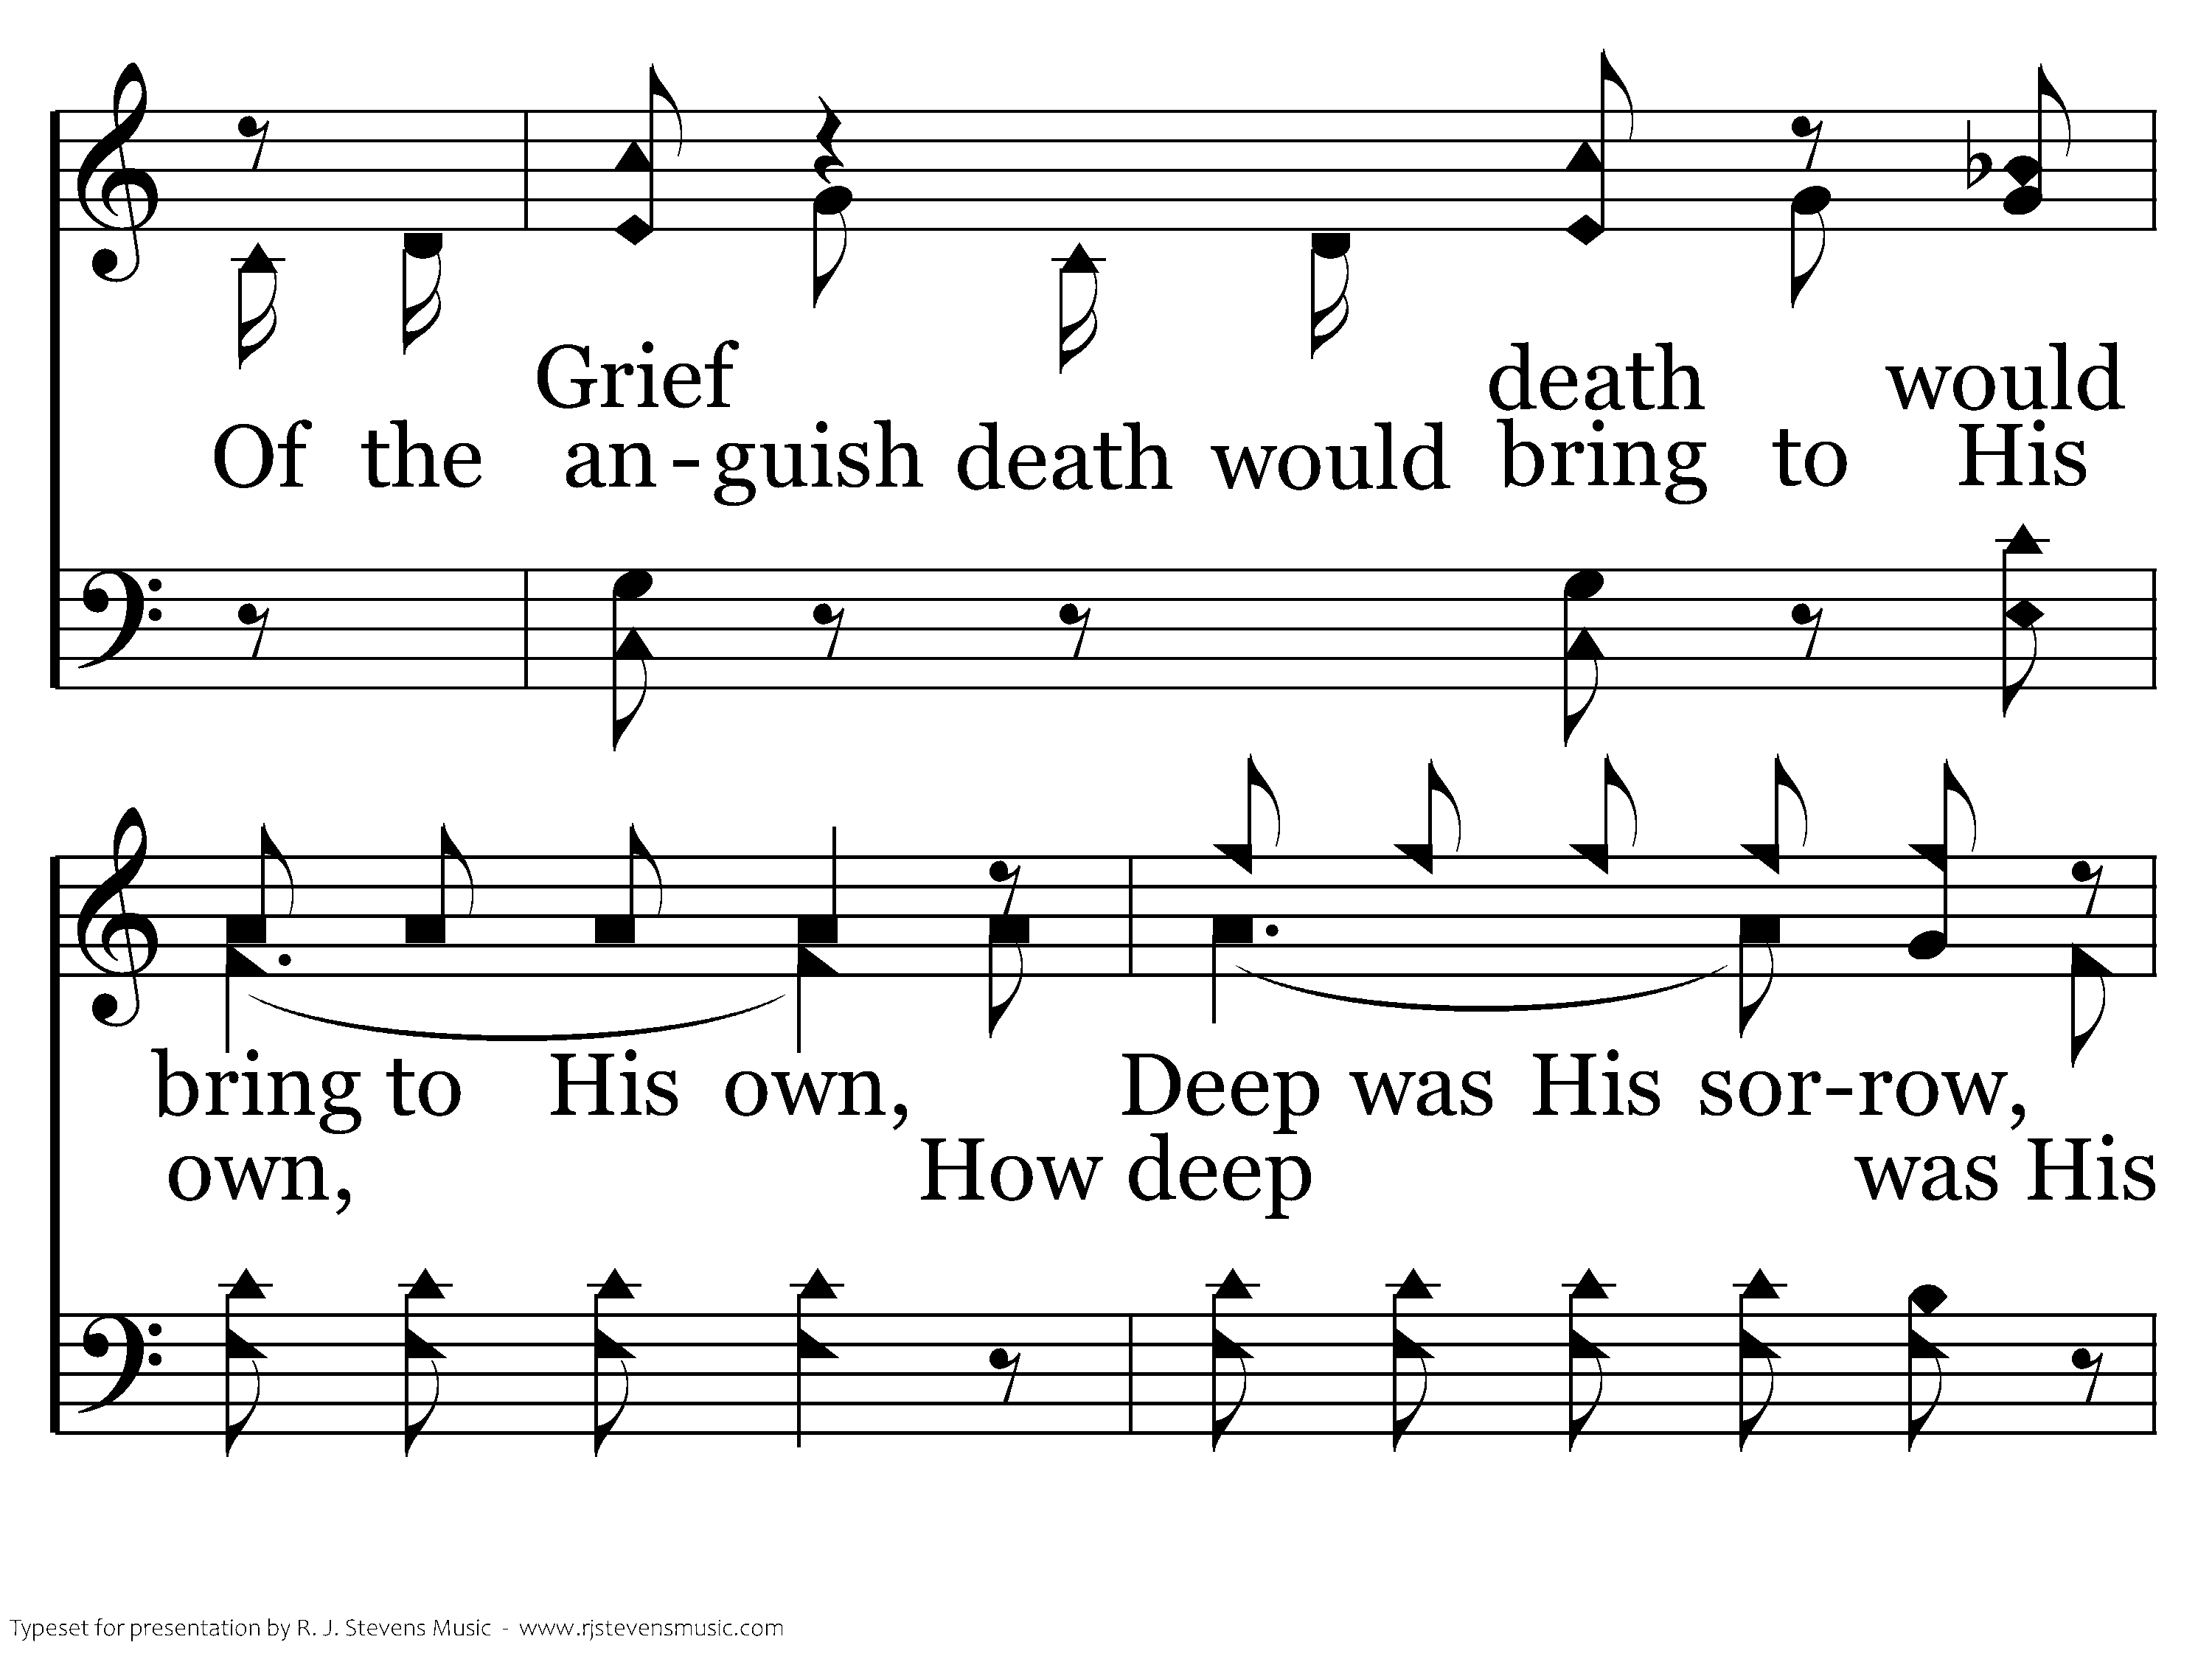 Grief death would
Of the an-guish death would bring to His
bring to His own, Deep was His sor-row,
own, How deep was His
Typeset for presentation by R. J. Stevens Music - www.rjstevensmusic.com